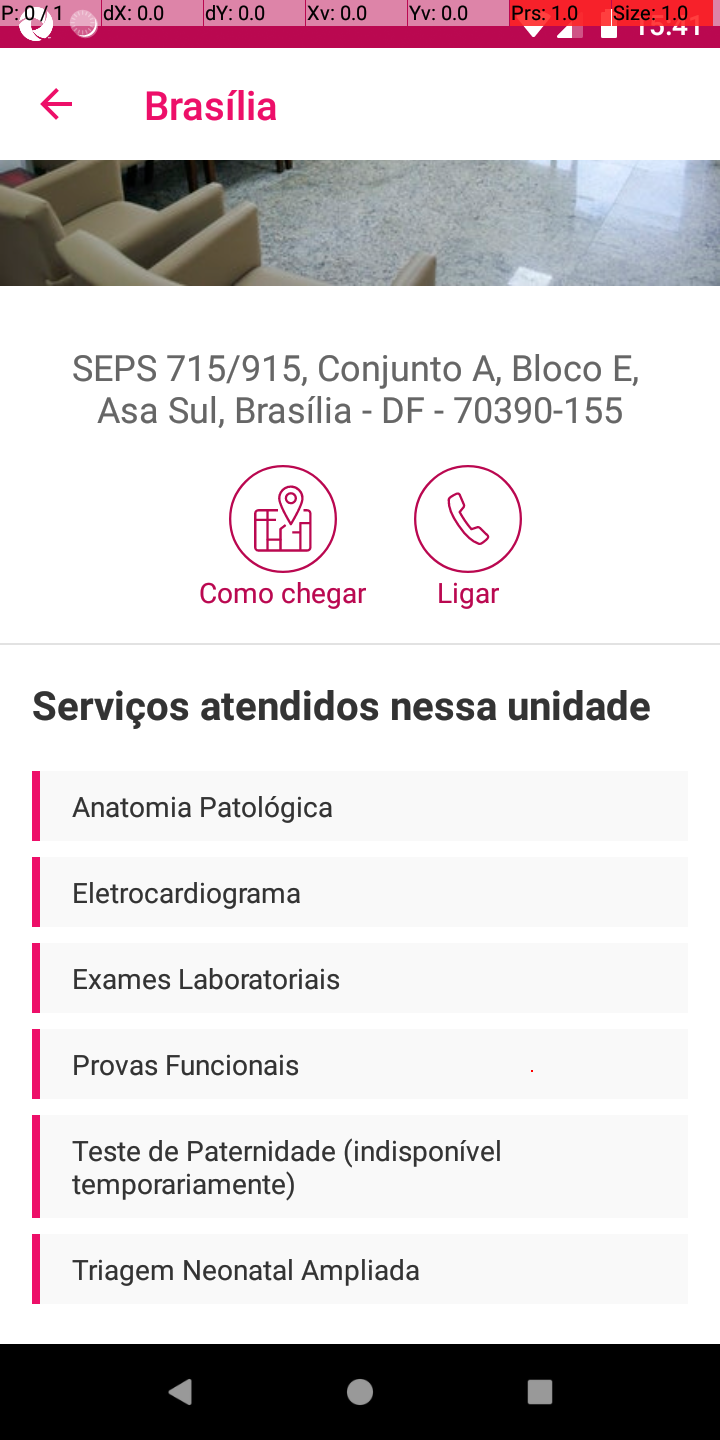 P: 0 / 1 dX: 0.0 dY: 0.0 Xv: 0.0 Yv: 0.0 Prs: 1.0 Size: 1.0
15:41
Brasília
SEPS 715/915, Conjunto A, Bloco E,
Asa Sul, Brasília - DF - 70390-155
Como chegar Ligar
Serviços atendidos nessa unidade
Anatomia Patológica
Eletrocardiograma
Exames Laboratoriais
Provas Funcionais
Teste de Paternidade (indisponível
temporariamente)
Triagem Neonatal Ampliada